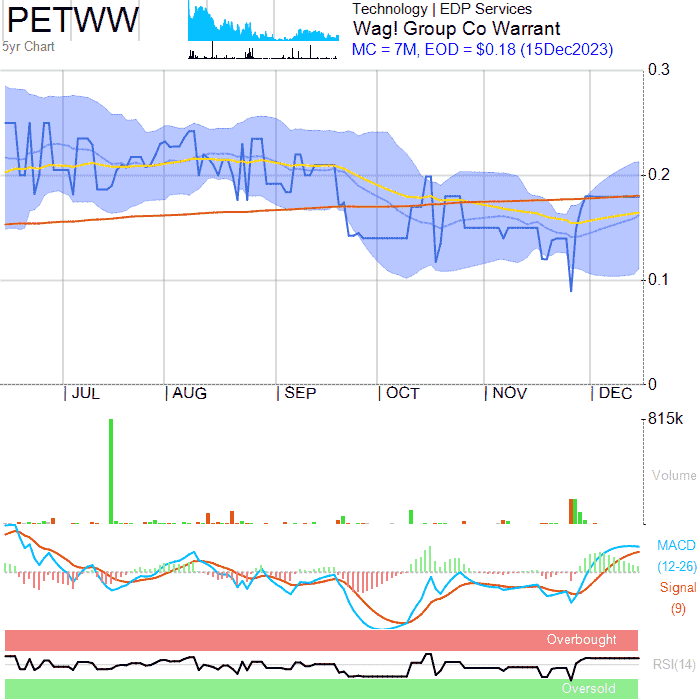 PETWW
5yr Chart
Technology | EDP Services
Wag! Group Co Warrant
MC = 7M, EOD = $0.18 (15Dec2023)
0.3
0.2
0.1
0
JUL
AUG
SEP
OCT
NOV
DEC
815k
Volume
MACD
(12-26)
Signal
(9)
Overbought
RSI(14)
Oversold